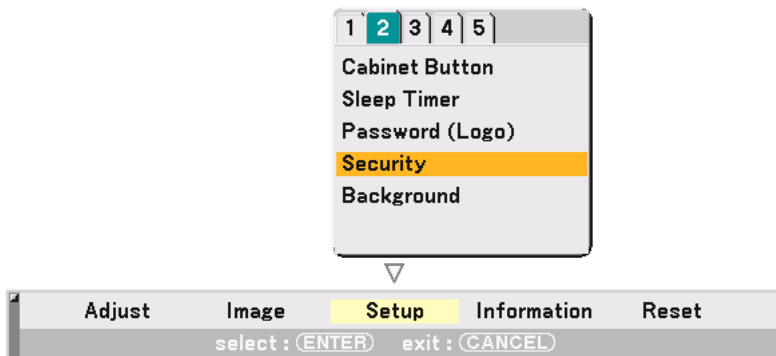 1 2 3 4 5
Cabinet Button
Sleep Timer
Password (Logo)
Security
Background
Adjust Image Setup Information Reset
select : ENTER exit : CANCEL